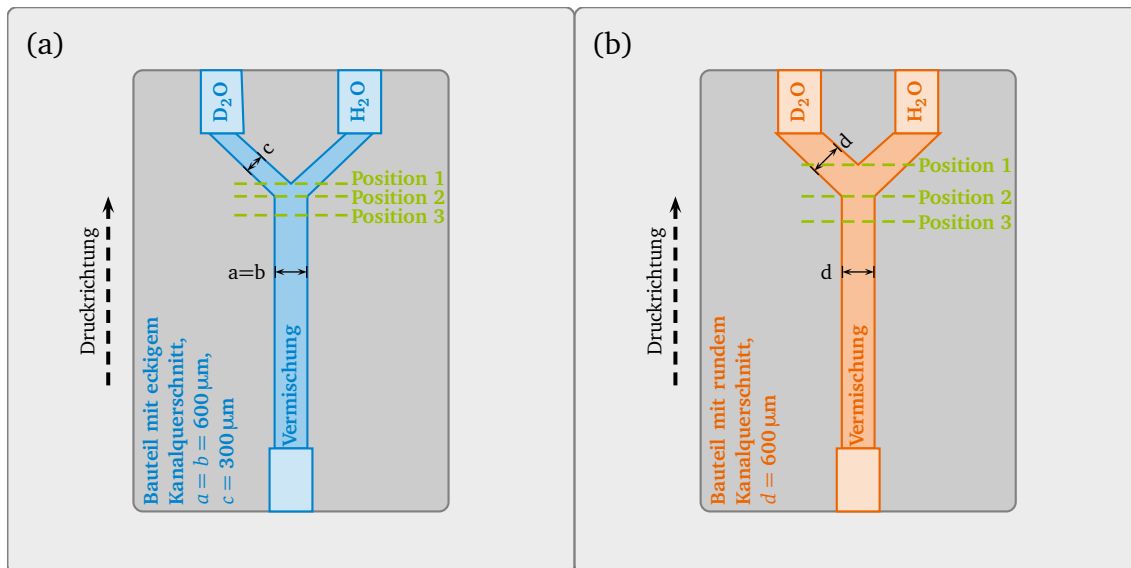 (a)
D₂O
H₂O
c
Position 1
Position 2
Position 3
Druckrichtung
a=b
Vermischung
Bauteil mit eckigem
Kanalquerschnitt,
a = b = 600 µm,
c = 300 µm
(b)
D₂O
H₂O
d
Position 1
Position 2
Position 3
Druckrichtung
d
Vermischung
Bauteil mit rundem
Kanalquerschnitt,
d = 600 µm